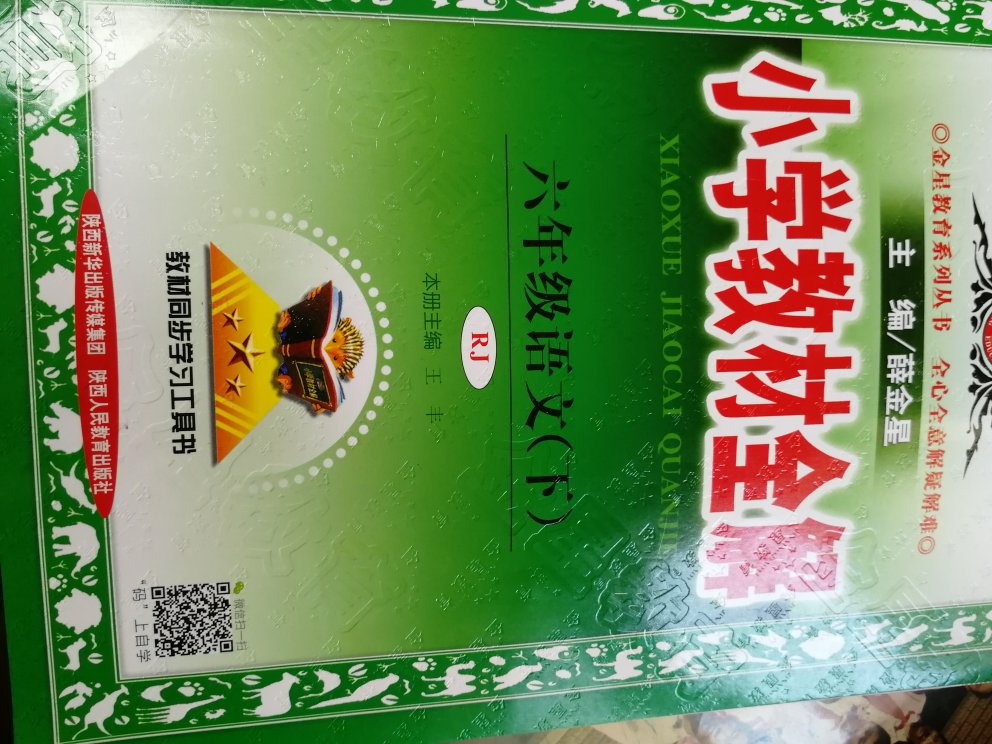 ◎金星教育系列丛书 全心全意解疑解难◎
主 编/薛金星
小学教材全解
XIAOXUE JIAOCAI QUANJIE
六年级语文(下)
RJ
本册主编 王 丰
教材同步学习工具书
微信扫一扫
“码”上自学
陕西新华出版传媒集团 陕西人民教育出版社